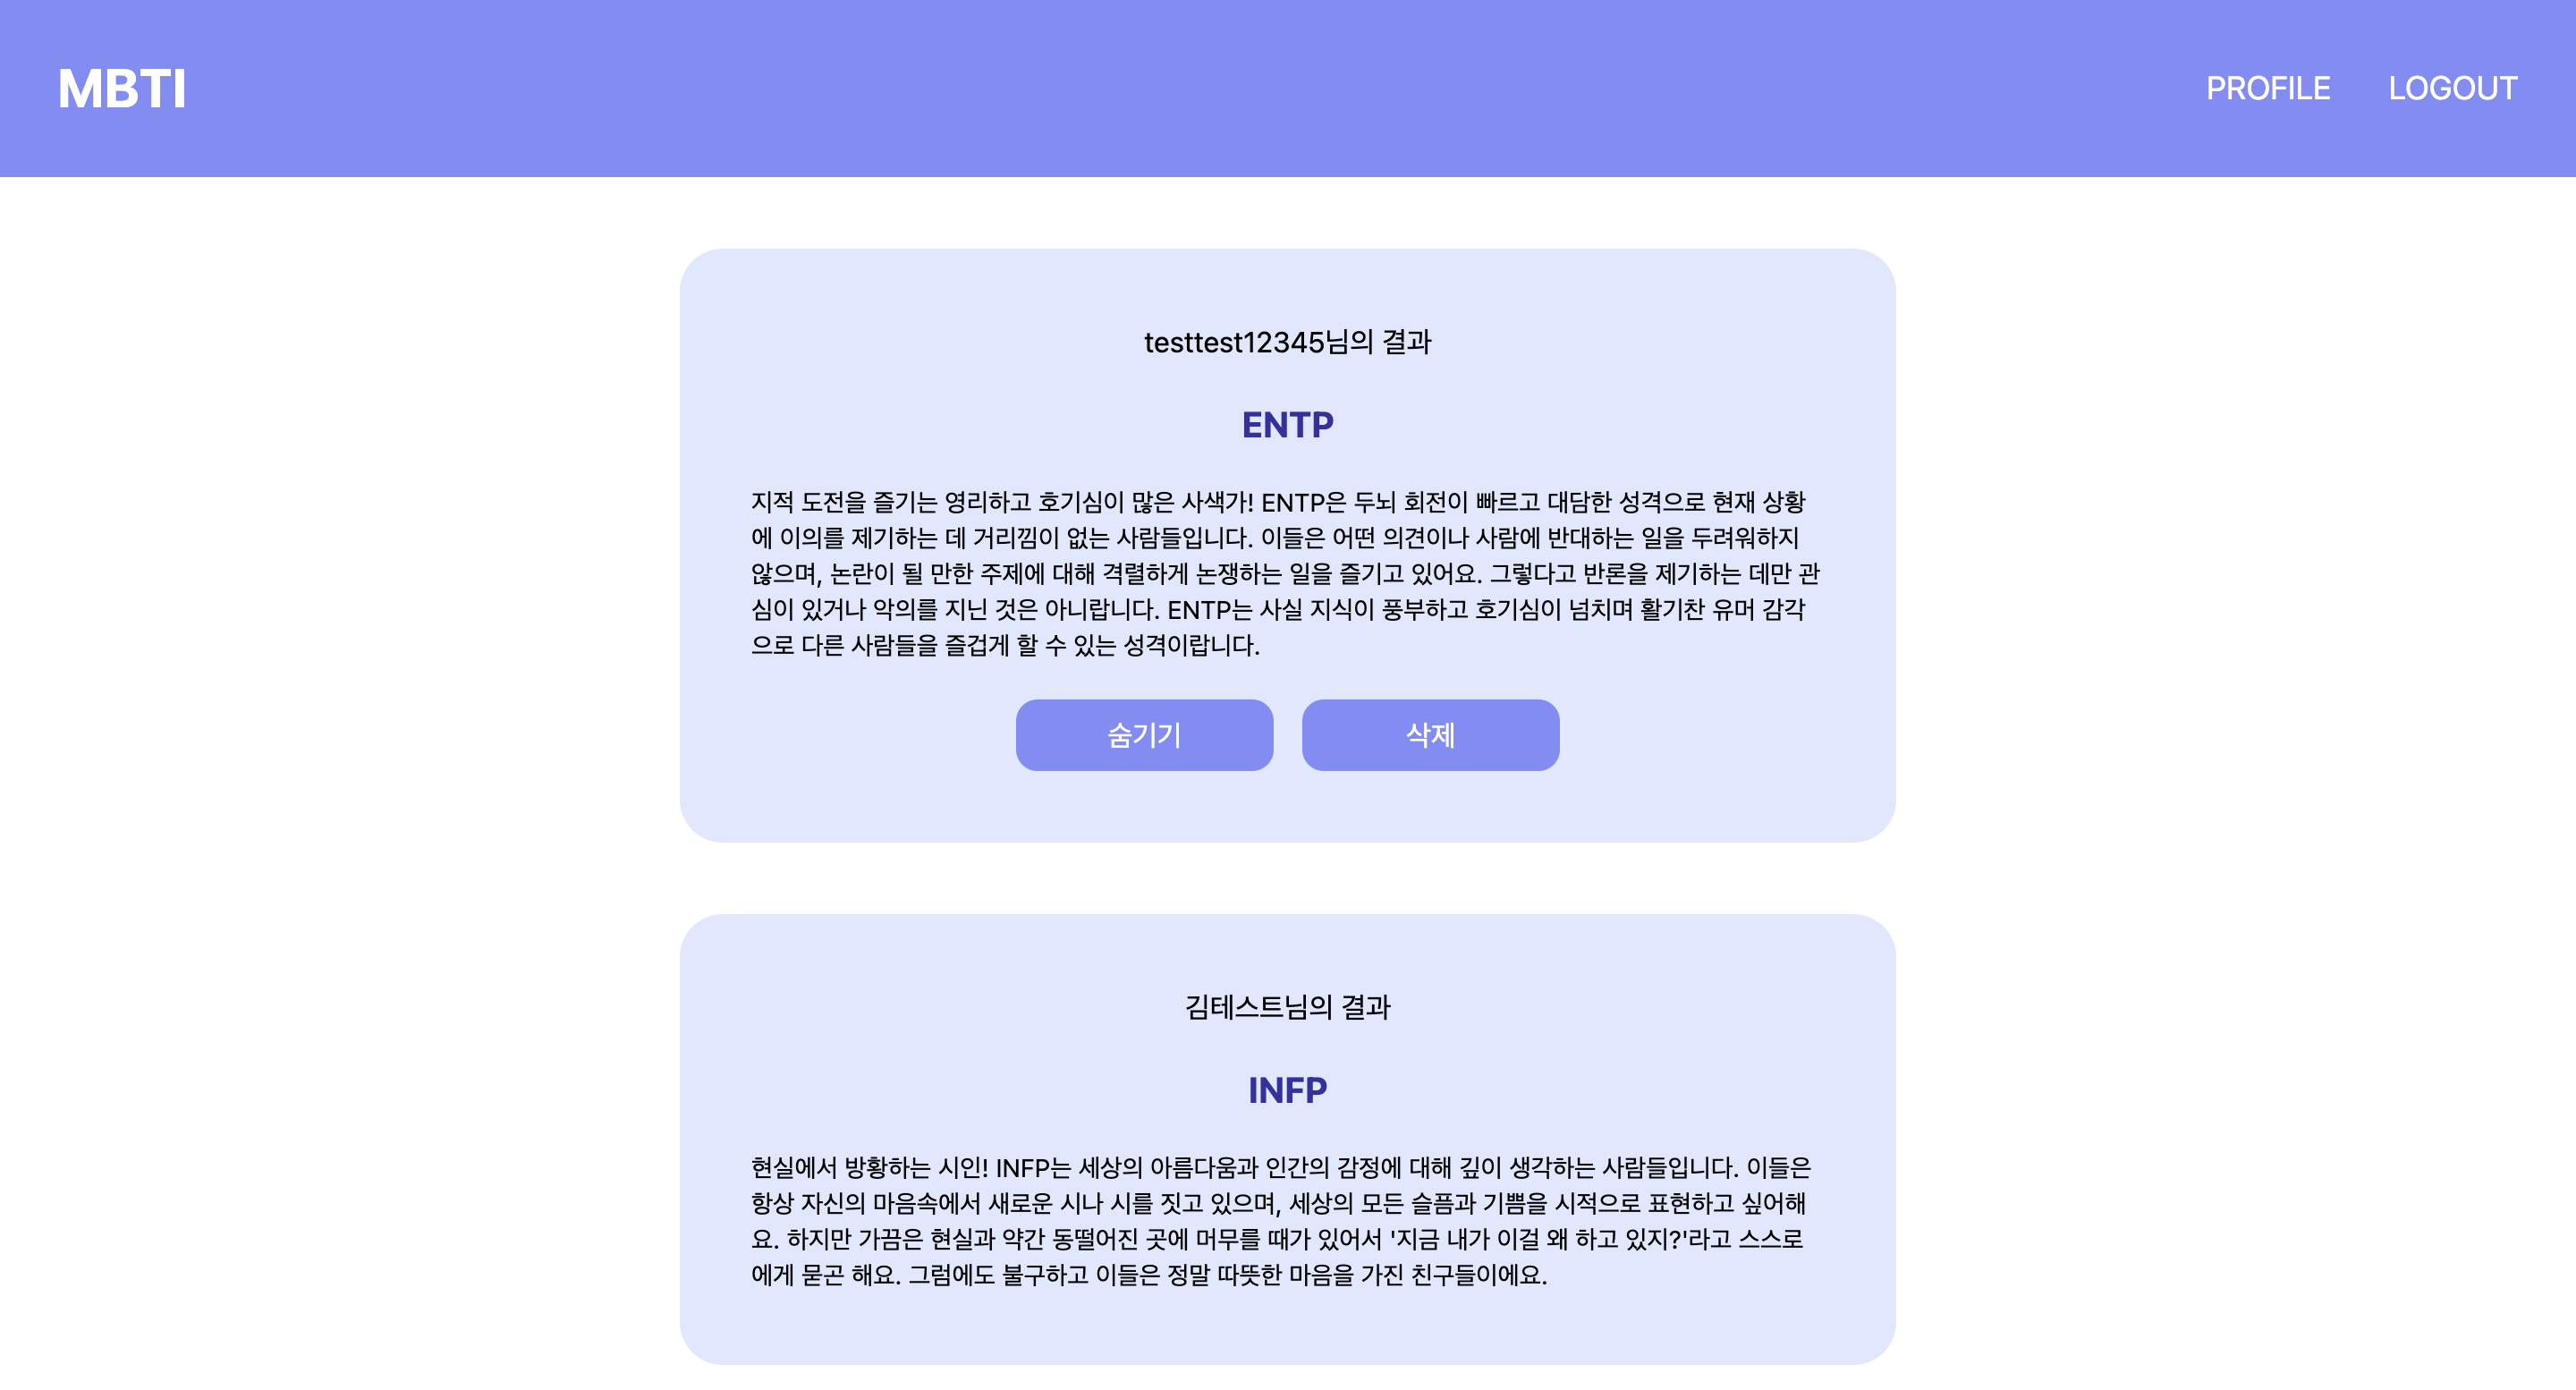 MBTI
PROFILE LOGOUT
testtest12345님의 결과
ENTP
지적 도전을 즐기는 영리하고 호기심이 많은 사색가! ENTP은 두뇌 회전이 빠르고 대담한 성격으로 현재 상황
에 이의를 제기하는 데 거리낌이 없는 사람들입니다. 이들은 어떤 의견이나 사람에 반대하는 일을 두려워하지
않으며, 논란이 될 만한 주제에 대해 격렬하게 논쟁하는 일을 즐기고 있어요. 그렇다고 반론을 제기하는 데만 관
심이 있거나 악의를 지닌 것은 아니랍니다. ENTP는 사실 지식이 풍부하고 호기심이 넘치며 활기찬 유머 감각
으로 다른 사람들을 즐겁게 할 수 있는 성격이랍니다.
숨기기 삭제
김테스트님의 결과
INFP
현실에서 방황하는 시인! INFP는 세상의 아름다움과 인간의 감정에 대해 깊이 생각하는 사람들입니다. 이들은
항상 자신의 마음속에서 새로운 시나 시를 짓고 있으며, 세상의 모든 슬픔과 기쁨을 시적으로 표현하고 싶어해
요. 하지만 가끔은 현실과 약간 동떨어진 곳에 머무를 때가 있어서 '지금 내가 이걸 왜 하고 있지?'라고 스스로
에게 묻곤 해요. 그럼에도 불구하고 이들은 정말 따뜻한 마음을 가진 친구들이에요.